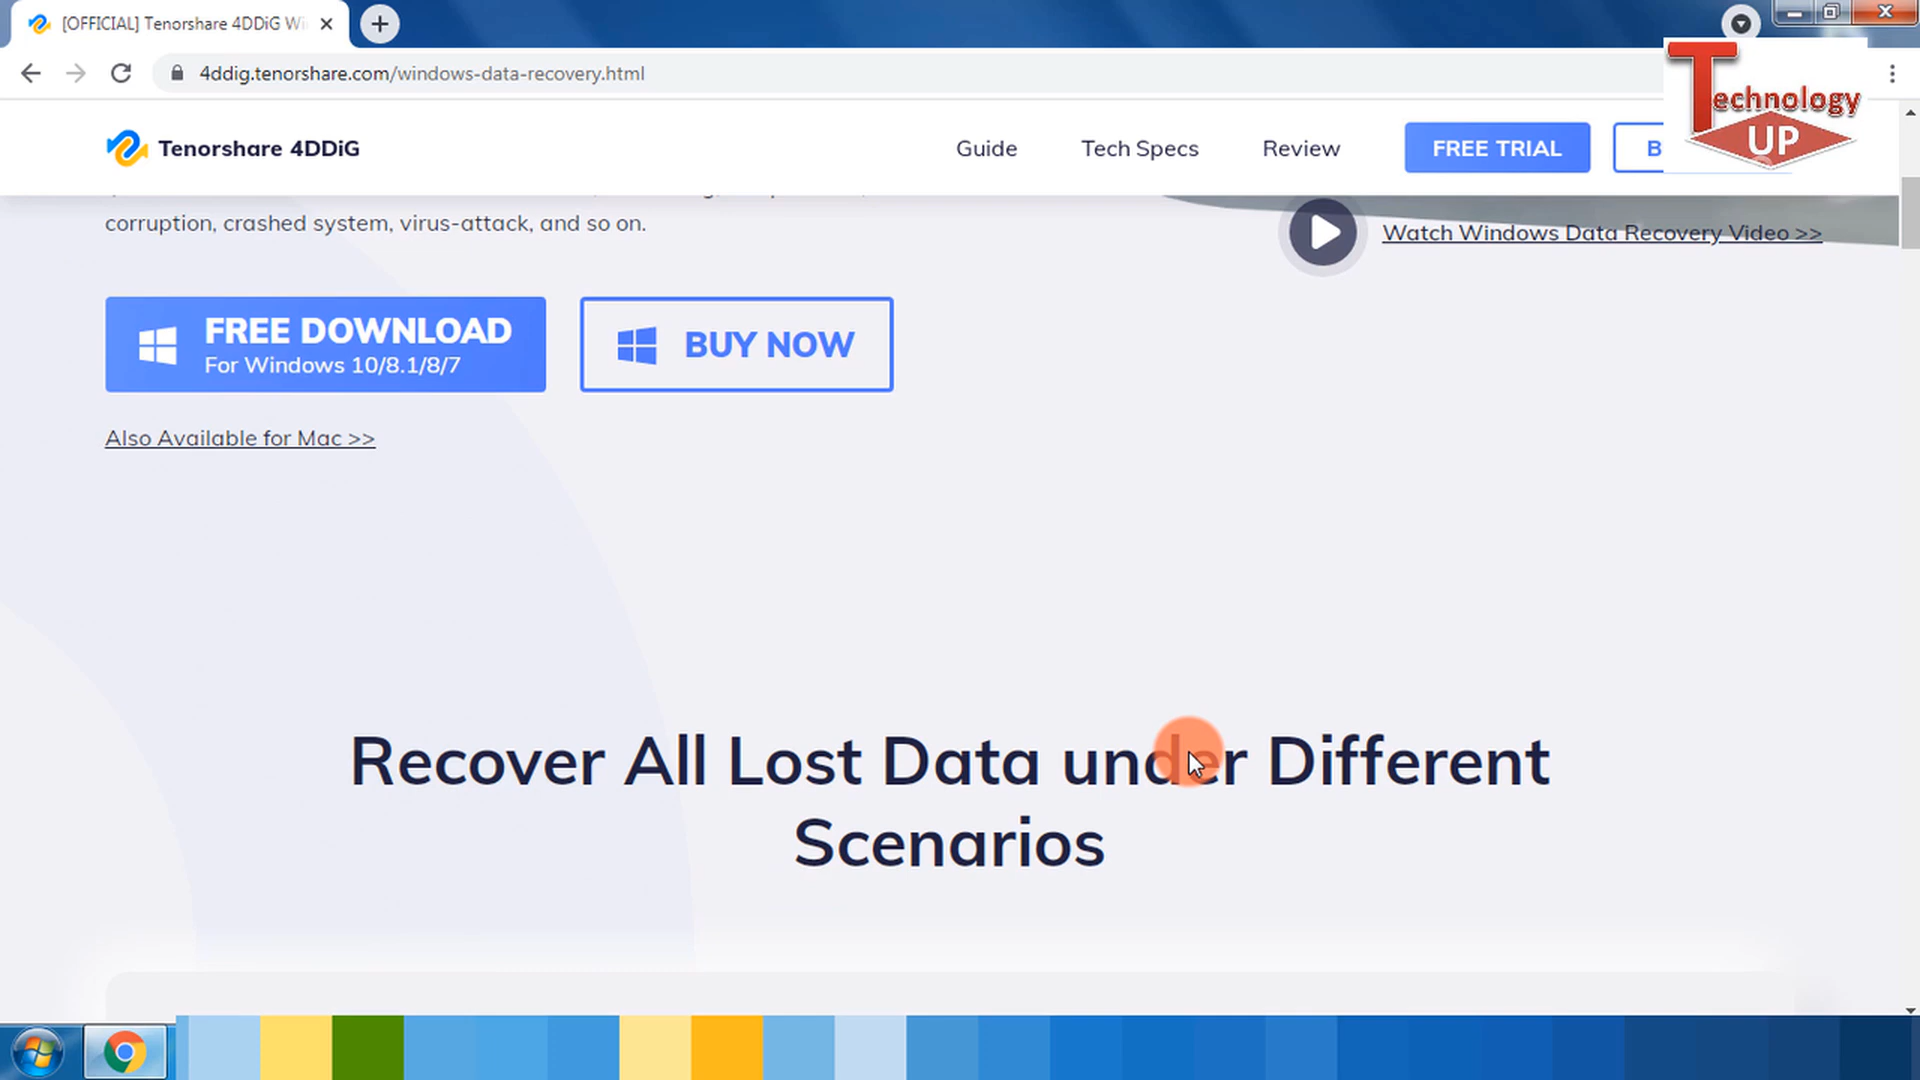 [OFFICIAL] Tenorshare 4DDiG Wi
4ddig.tenorshare.com/windows-data-recovery.html
Technology
UP
Tenorshare 4DDiG
Guide
Tech Specs
Review
FREE TRIAL
B
corruption, crashed system, virus-attack, and so on.
Watch Windows Data Recovery Video >>
FREE DOWNLOAD
For Windows 10/8.1/8/7
BUY NOW
Also Available for Mac >>
Recover All Lost Data under Different
Scenarios